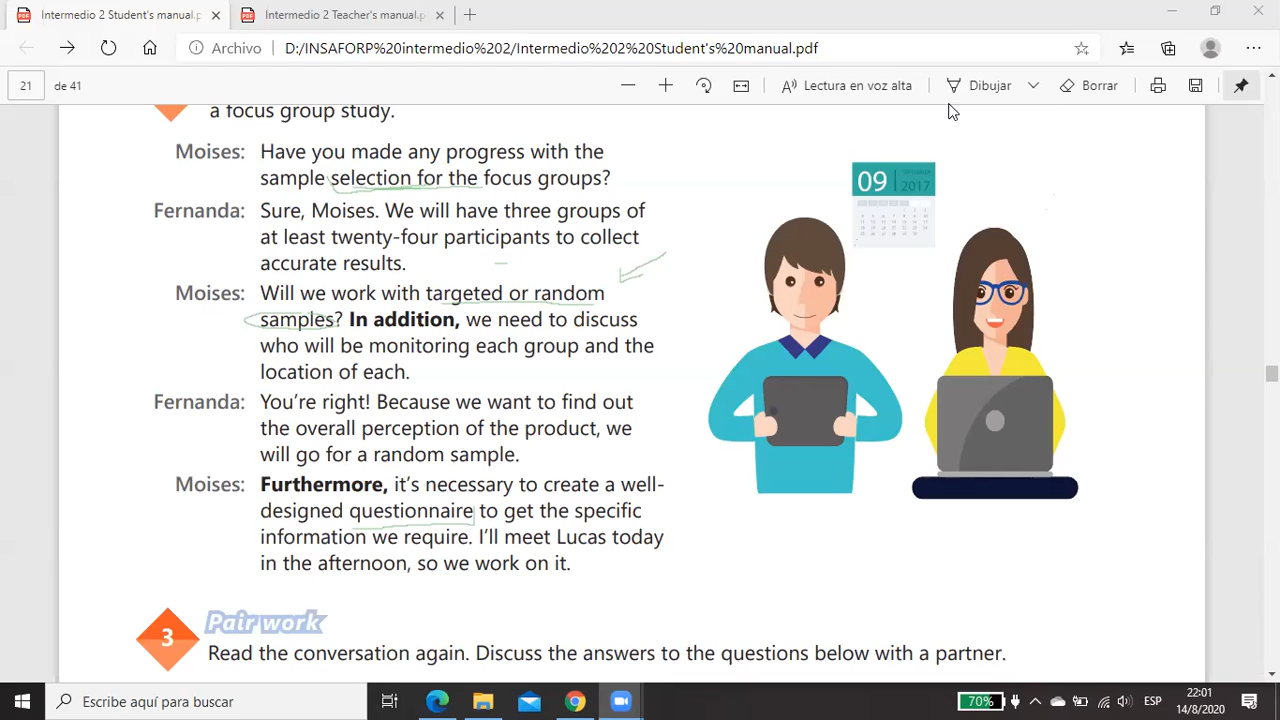 Intermedio 2 Student's manual.p
Intermedio 2 Teacher's manual.p
Archivo
D:/INSAFORP%20intermedio%202/Intermedio%202%20Student's%20manual.pdf
21 de 41
Lectura en voz alta
Dibujar
Borrar
a focus group study.
Moises: Have you made any progress with the
sample selection for the focus groups?
Fernanda: Sure, Moises. We will have three groups of
at least twenty-four participants to collect
accurate results.
Moises: Will we work with targeted or random
samples? In addition, we need to discuss
who will be monitoring each group and the
location of each.
Fernanda: You're right! Because we want to find out
the overall perception of the product, we
will go for a random sample.
Moises: Furthermore, it's necessary to create a well-
designed questionnaire to get the specific
information we require. I'll meet Lucas today
in the afternoon, so we work on it.
09
2017
3
Pair work
Read the conversation again. Discuss the answers to the questions below with a partner.
Escribe aquí para buscar
70%
ESP
22:01
14/8/2020